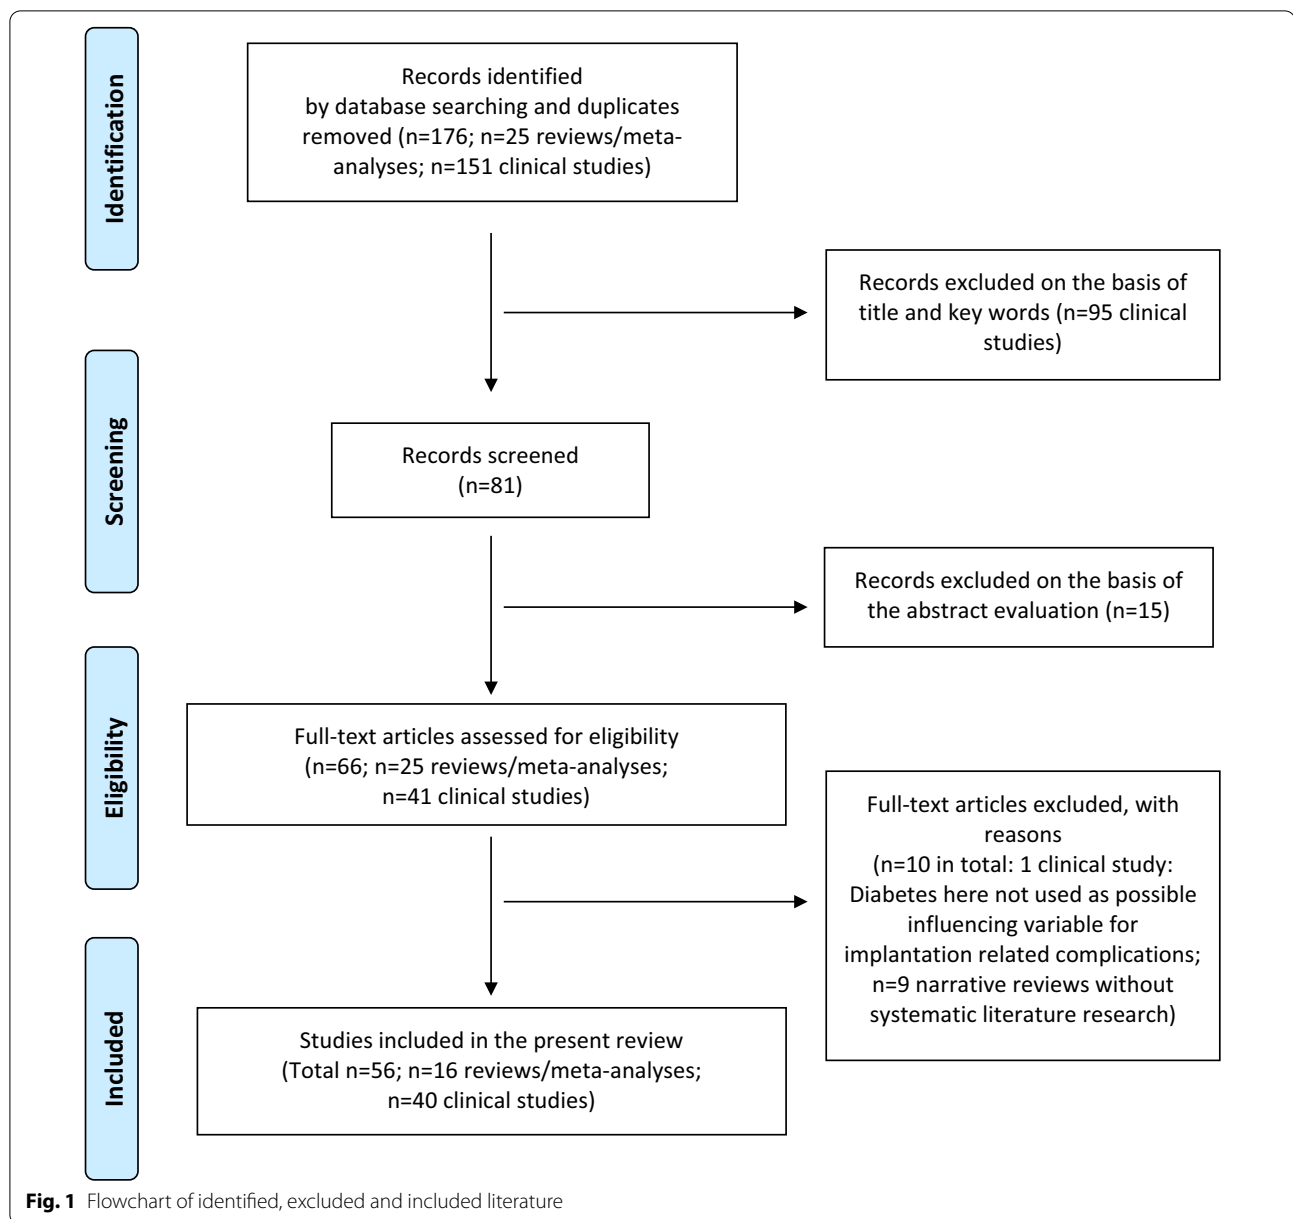 Identification
Records identified
by database searching and duplicates
removed (n=176; n=25 reviews/meta-
analyses; n=151 clinical studies)
Records excluded on the basis of
title and key words (n=95 clinical
studies)
Screening
Records screened
(n=81)
Records excluded on the basis of
the abstract evaluation (n=15)
Eligibility
Full-text articles assessed for eligibility
(n=66; n=25 reviews/meta-analyses;
n=41 clinical studies)
Full-text articles excluded, with
reasons
(n=10 in total: 1 clinical study:
Diabetes here not used as possible
influencing variable for
implantation related complications;
n=9 narrative reviews without
systematic literature research)
Included
Studies included in the present review
(Total n=56; n=16 reviews/meta-analyses;
n=40 clinical studies)
Fig. 1 Flowchart of identified, excluded and included literature